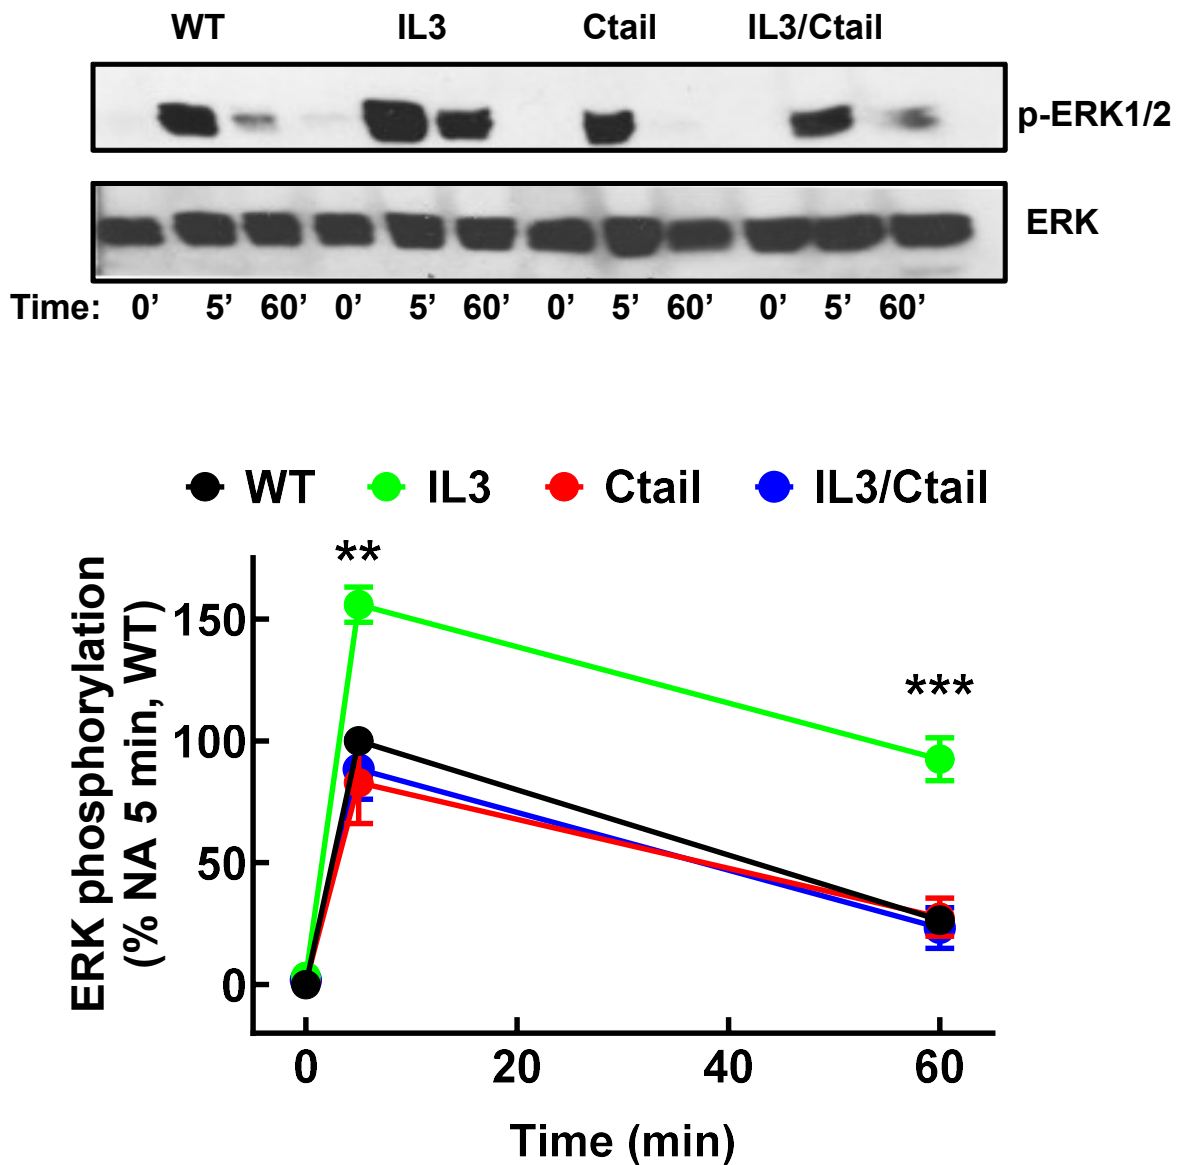 WT IL3 Ctail IL3/Ctail
p-ERK1/2
ERK
Time: 0’ 5’ 60’ 0’ 5’ 60’ 0’ 5’ 60’ 0’ 5’ 60’
WT IL3 Ctail IL3/Ctail
ERK phosphorylation
(% NA 5 min, WT)
**
***
150
100
50
0
0 20 40 60
Time (min)